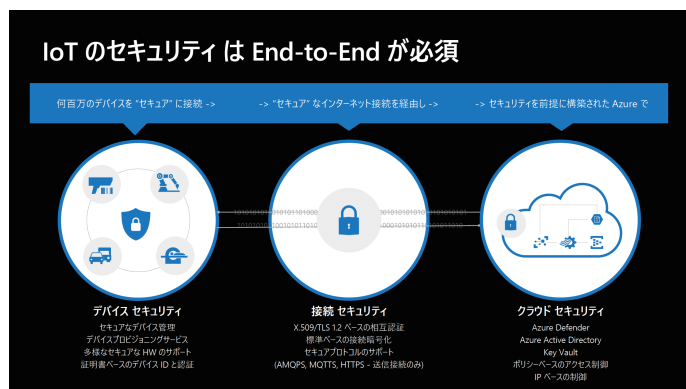 IoT のセキュリティ は End-to-End が必須
何百万のデバイスを "セキュア" に接続 ->
-> "セキュア" なインターネット接続を経由し ->
-> セキュリティを前提に構築された Azure で
デバイス セキュリティ
セキュアなデバイス管理
デバイスプロビジョニングサービス
多様なセキュアな HW のサポート
証明書ベースのデバイス ID と認証
接続 セキュリティ
X.509/TLS 1.2 ベースの相互認証
標準ベースの接続暗号化
セキュアプロトコルのサポート
(AMQPS, MQTTS, HTTPS - 送信接続のみ)
クラウド セキュリティ
Azure Defender
Azure Active Directory
Key Vault
ポリシーベースのアクセス制御
IP ベースの制御